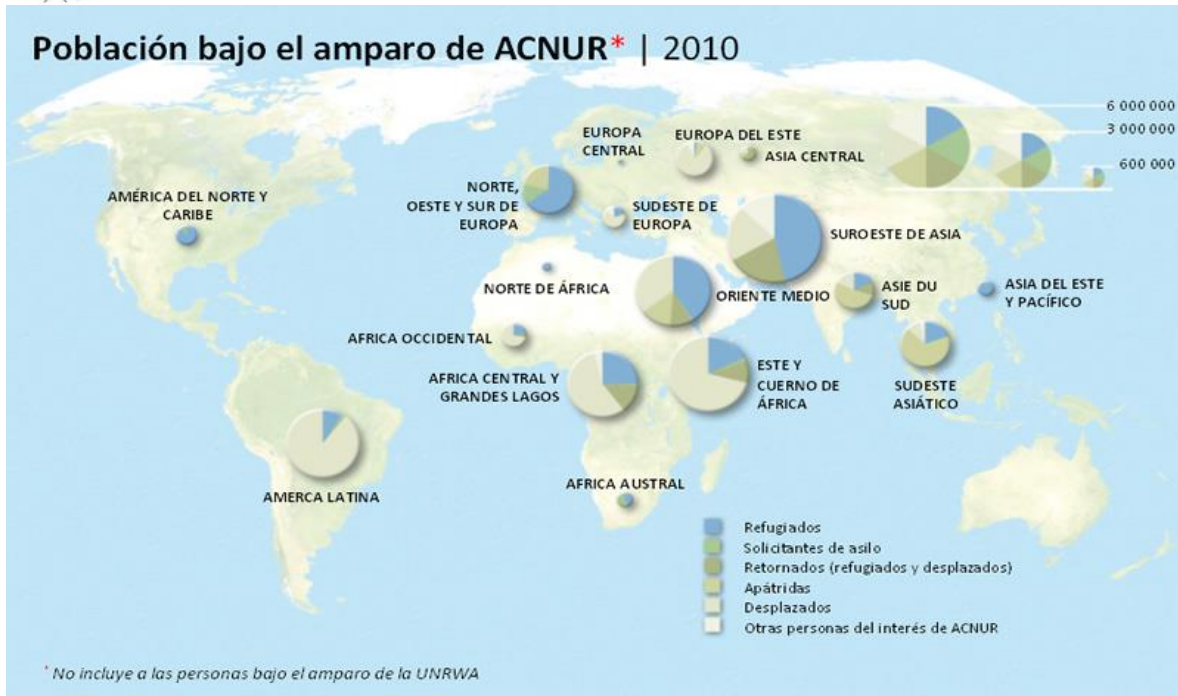 Población bajo el amparo de ACNUR* | 2010
6 000 000
3 000 000
600 000
EUROPA
CENTRAL
EUROPA DEL ESTE
ASIA CENTRAL
AMÉRICA DEL NORTE Y
CARIBE
NORTE,
OESTE Y SUR DE
EUROPA
SUDESTE DE
EUROPA
SUROESTE DE ASIA
NORTE DE ÁFRICA
ORIENTE MEDIO
ASIE DU
SUD
ASIA DEL ESTE
Y PACÍFICO
AFRICA OCCIDENTAL
AFRICA CENTRAL Y
GRANDES LAGOS
ESTE Y
CUERNO DE
ÁFRICA
SUDESTE
ASIÁTICO
AMERCA LATINA
AFRICA AUSTRAL
Refugiados
Solicitantes de asilo
Retornados (refugiados y desplazados)
Apátridas
Desplazados
Otras personas del interés de ACNUR
* No incluye a las personas bajo el amparo de la UNRWA